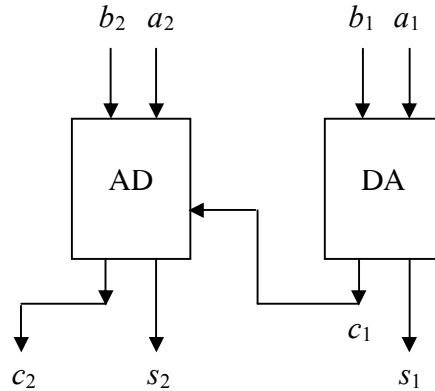 b₂ a₂ b₁ a₁
AD DA
c₁
c₂ s₂ s₁